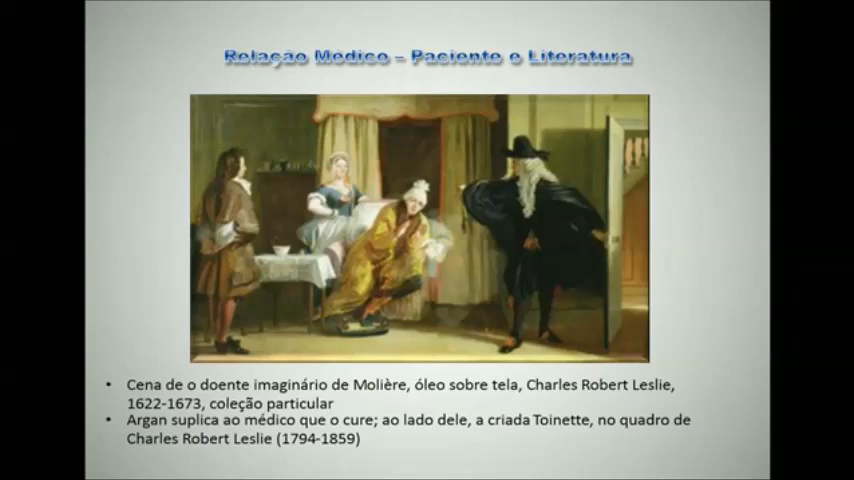 Relação Médico – Paciente e Literatura
• Cena de o doente imaginário de Molière, óleo sobre tela, Charles Robert Leslie,
1622-1673, coleção particular
• Argan suplica ao médico que o cure; ao lado dele, a criada Toinette, no quadro de
Charles Robert Leslie (1794-1859)